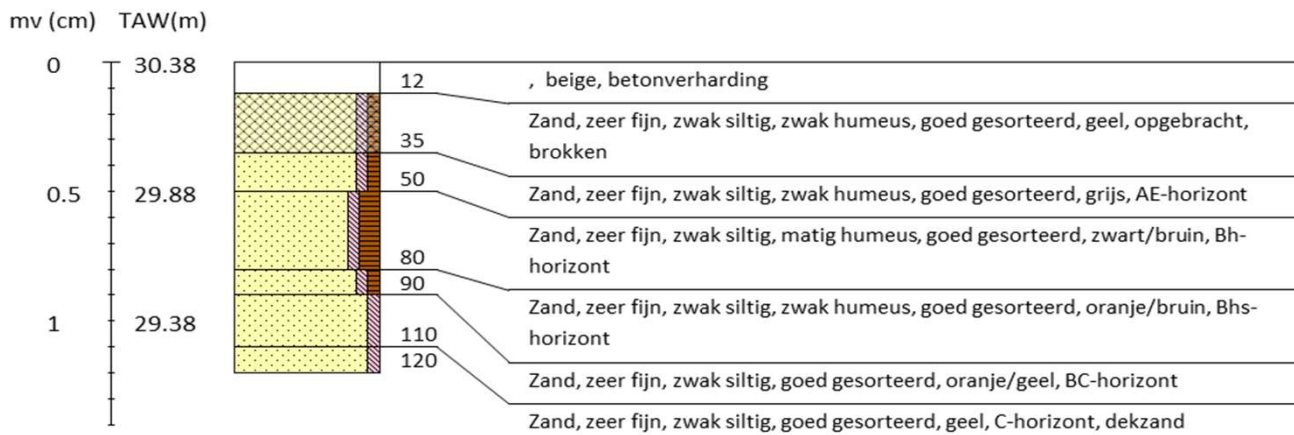 mv (cm) TAW(m)
0 30.38
12 , beige, betonverharding
Zand, zeer fijn, zwak siltig, zwak humeus, goed gesorteerd, geel, opgebracht,
35 brokken
50 Zand, zeer fijn, zwak siltig, zwak humeus, goed gesorteerd, grijs, AE-horizont
0.5 29.88
Zand, zeer fijn, zwak siltig, matig humeus, goed gesorteerd, zwart/bruin, Bh-
80 horizont
90 Zand, zeer fijn, zwak siltig, zwak humeus, goed gesorteerd, oranje/bruin, Bhs-
1 29.38
110 horizont
120 Zand, zeer fijn, zwak siltig, goed gesorteerd, oranje/geel, BC-horizont
Zand, zeer fijn, zwak siltig, goed gesorteerd, geel, C-horizont, dekzand